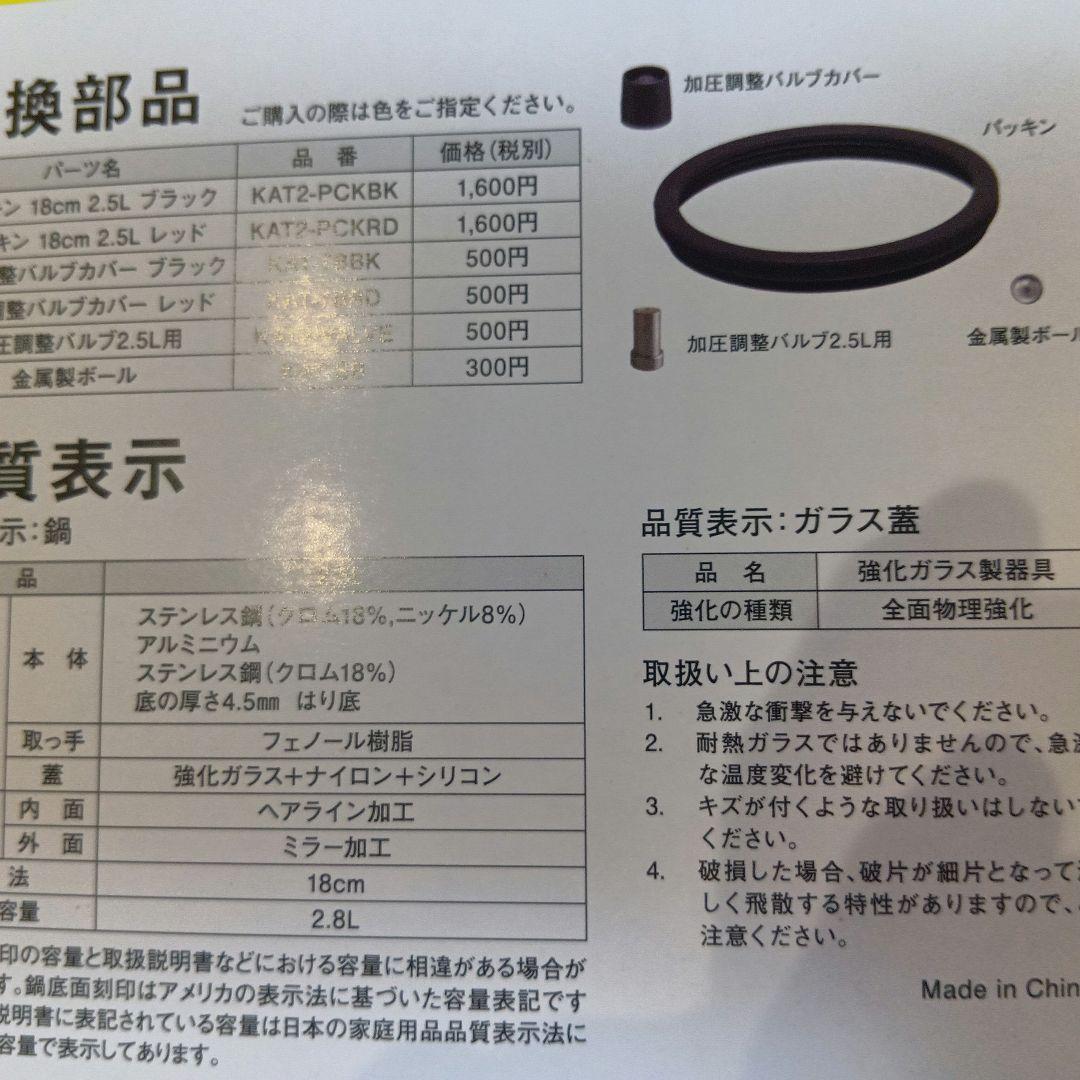 換部品
ご購入の際は色をご指定ください。
パーツ名 品 番 価格(税別)
ン 18cm 2.5L ブラック KAT2-PCKBK 1,600円
キン 18cm 2.5L レッド KAT2-PCKRD 1,600円
整バルブカバー ブラック 500円
調整バルブカバー レッド 500円
圧調整バルブ2.5L用 500円
金属製ボール 300円
加圧調整バルブカバー
パッキン
加圧調整バルブ2.5L用
金属製ボール
質表示
示:鍋
品
本 体 ステンレス鋼(クロム18%,ニッケル8%)
アルミニウム
ステンレス鋼(クロム18%)
底の厚さ4.5㎜ はり底
取っ手 フェノール樹脂
蓋 強化ガラス+ナイロン+シリコン
内 面 ヘアライン加工
外 面 ミラー加工
法 18cm
容量 2.8L
印の容量と取扱説明書などにおける容量に相違がある場合が
す。鍋底面刻印はアメリカの表示法に基づいた容量表記です
説明書に表記されている容量は日本の家庭用品品質表示法に
容量で表示してあります。
品質表示:ガラス蓋
品 名 強化ガラス製器具
強化の種類 全面物理強化
取扱い上の注意
1. 急激な衝撃を与えないでください。
2. 耐熱ガラスではありませんので、急激
な温度変化を避けてください。
3. キズが付くような取り扱いはしないで
ください。
4. 破損した場合、破片が細片となって
しく飛散する特性がありますので、
注意ください。
Made in Chin